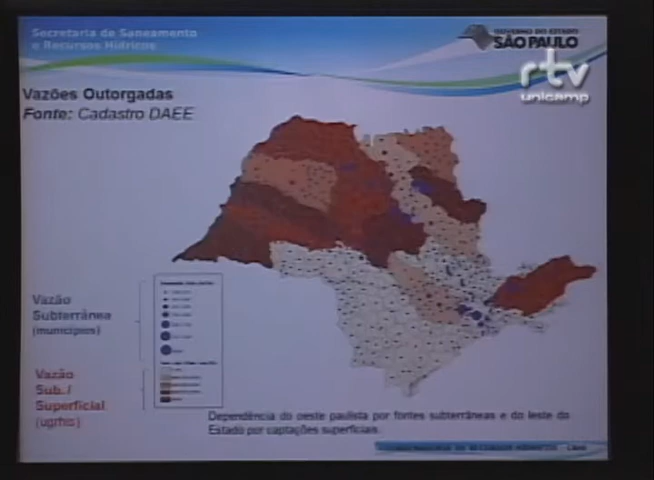 Secretaria de Saneamento
e Recursos Hídricos
GOVERNO DO ESTADO
SÃO PAULO
rtv
unicamp
Vazões Outorgadas
Fonte: Cadastro DAEE
Vazão
Subterrânea
(municípios)
Vazão
Sub./
Superficial
(ugrhis)
Dependência do oeste paulista por fontes subterrâneas e do leste do
Estado por captações superficiais.